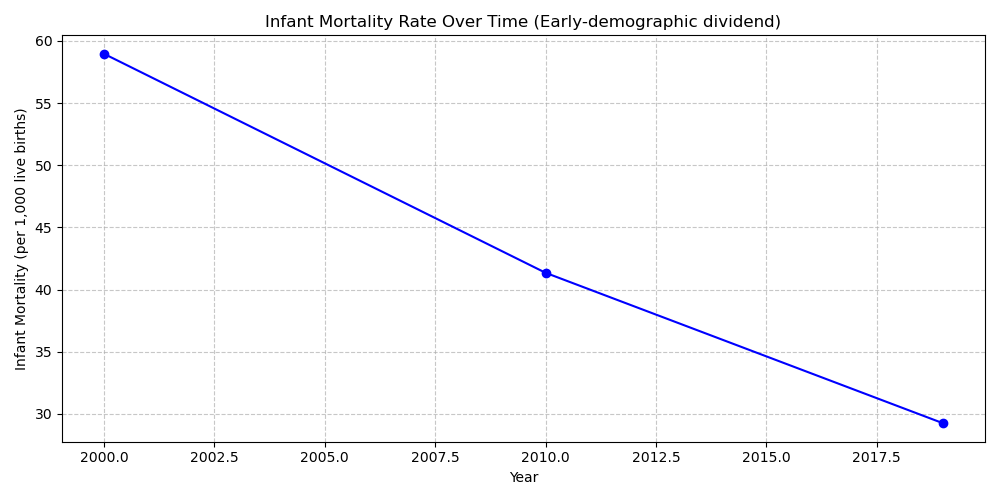 Infant Mortality Rate Over Time (Early-demographic dividend)
Infant Mortality (per 1,000 live births)
60
55
50
45
40
35
30
2000.0 2002.5 2005.0 2007.5 2010.0 2012.5 2015.0 2017.5
Year